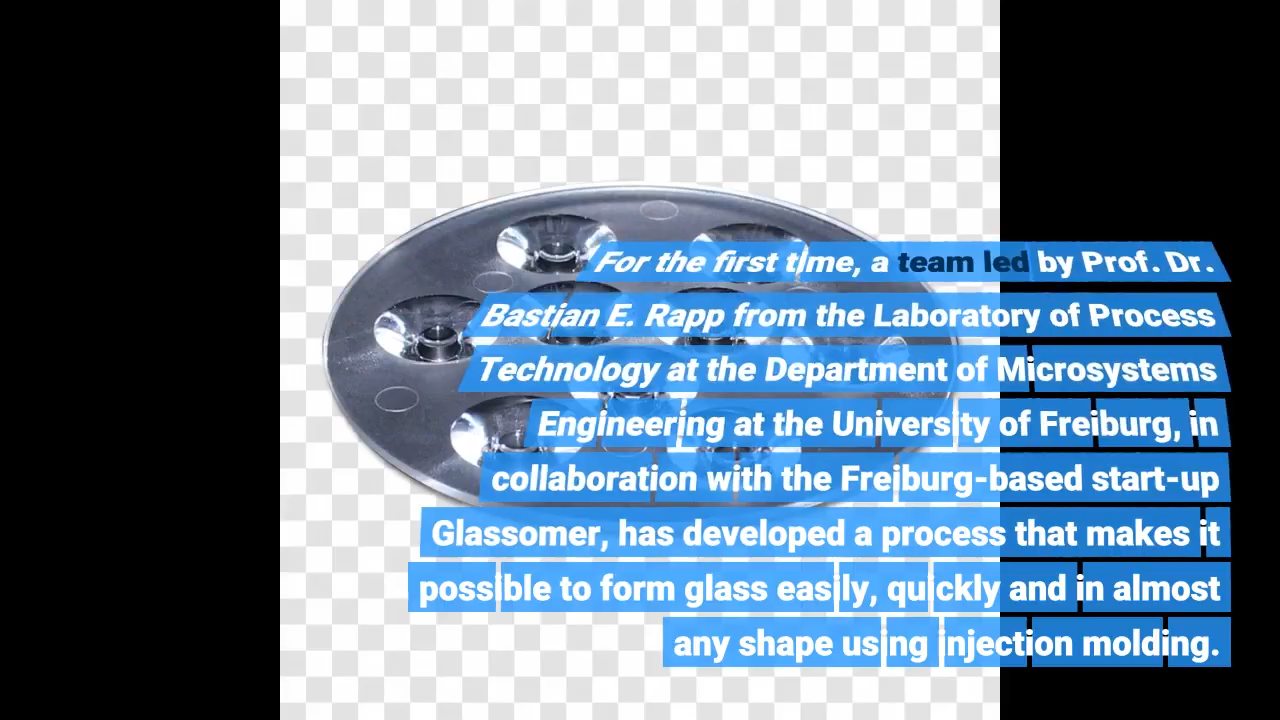 For the first time, a team led by Prof. Dr.
Bastian E. Rapp from the Laboratory of Process
Technology at the Department of Microsystems
Engineering at the University of Freiburg, in
collaboration with the Freiburg-based start-up
Glassomer, has developed a process that makes it
possible to form glass easily, quickly and in almost
any shape using injection molding.